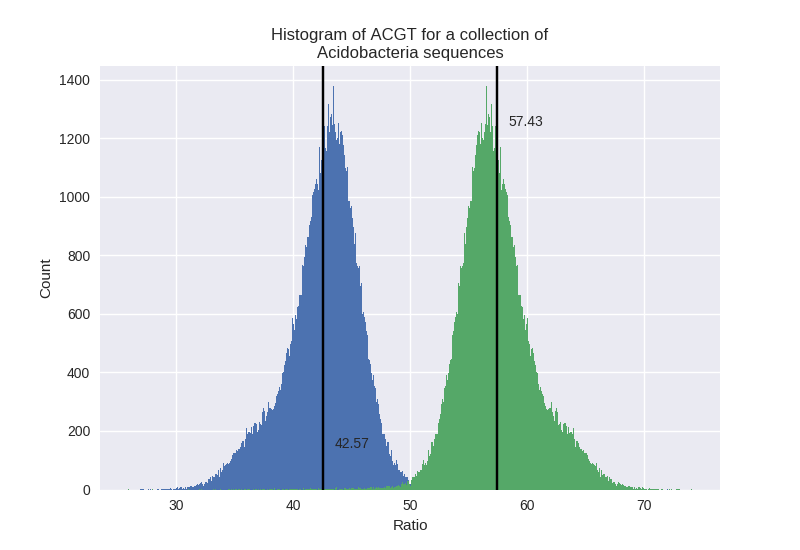 Histogram of ACGT for a collection of
Acidobacteria sequences
1400
1200
1000
800
600
400
200
0
Count
57.43
42.57
30 40 50 60 70
Ratio